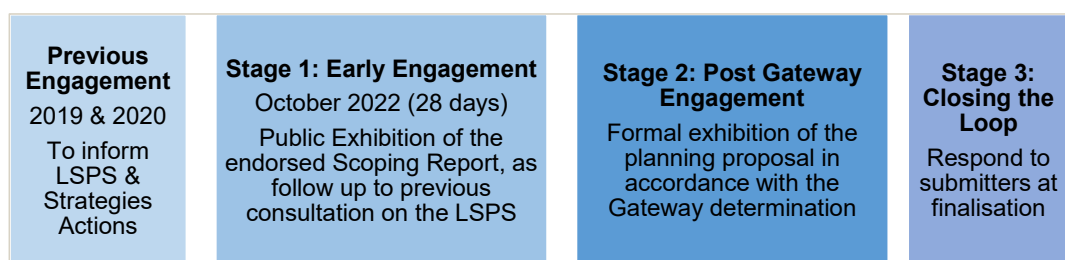 Previous
Engagement
2019 & 2020
To inform
LSPS &
Strategies
Actions
Stage 1: Early Engagement
October 2022 (28 days)
Public Exhibition of the
endorsed Scoping Report, as
follow up to previous
consultation on the LSPS
Stage 2: Post Gateway
Engagement
Formal exhibition of the
planning proposal in
accordance with the
Gateway determination
Stage 3:
Closing the
Loop
Respond to
submitters at
finalisation